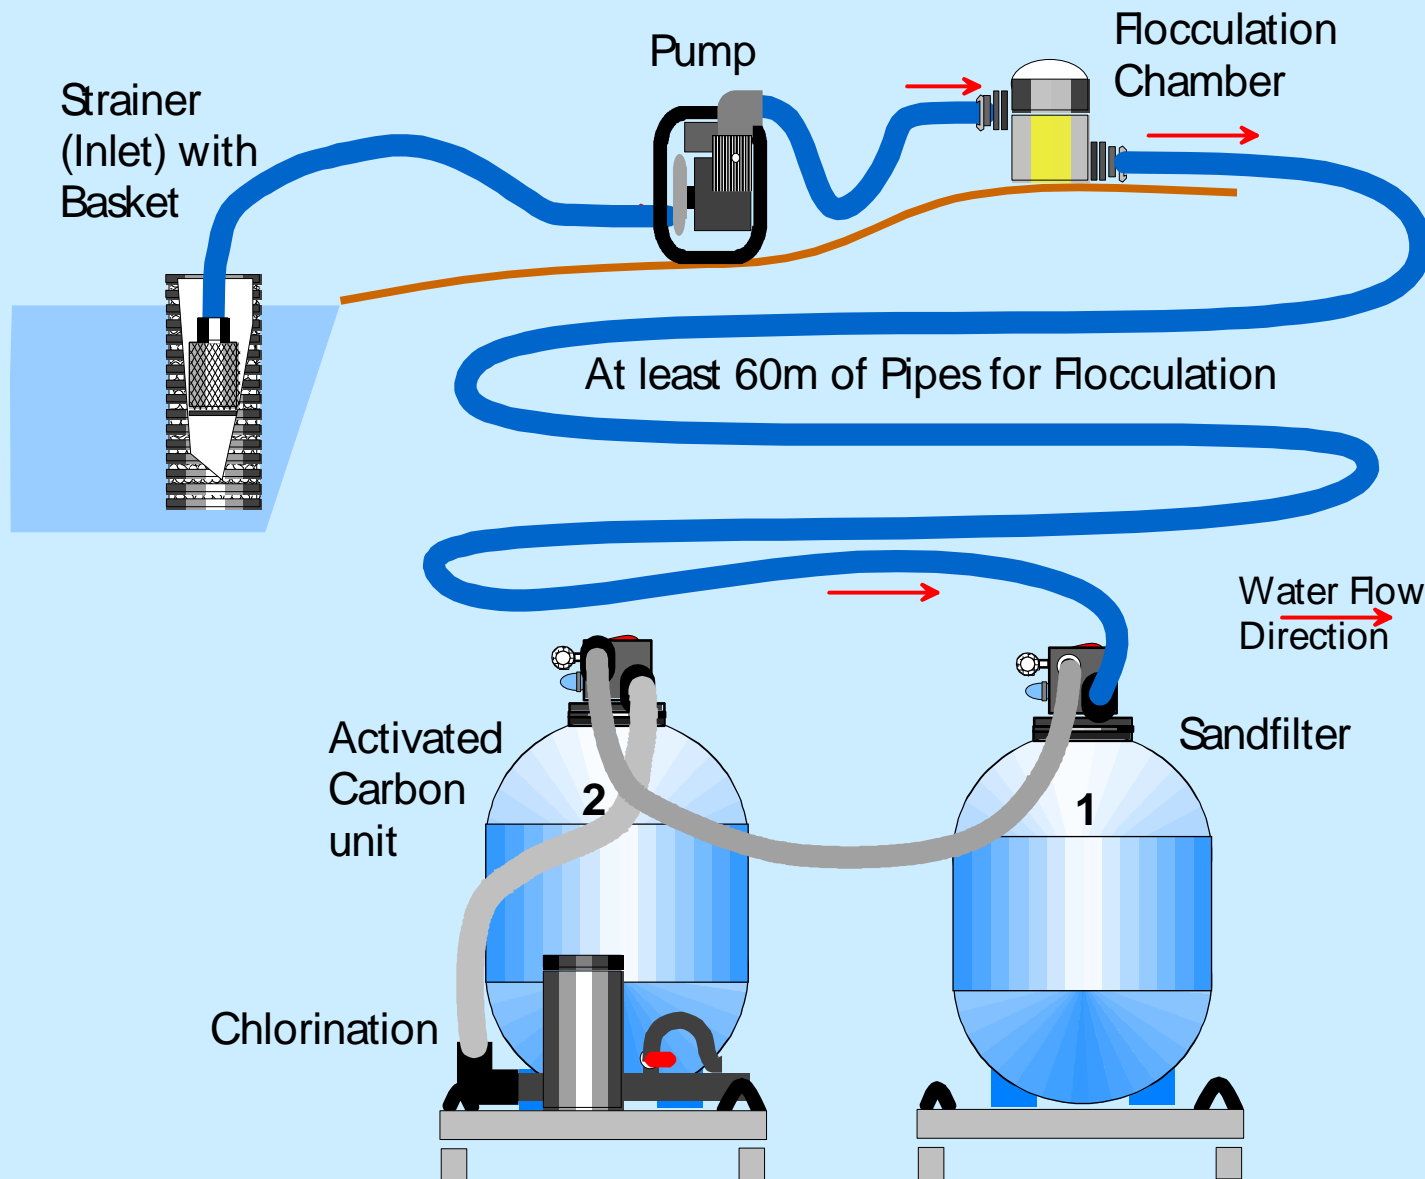 Pump
Flocculation
Chamber
Strainer
(Inlet) with
Basket
At least 60m of Pipes for Flocculation
Water Flow
Direction
Activated
Carbon
unit
2
1
Sandfilter
Chlorination